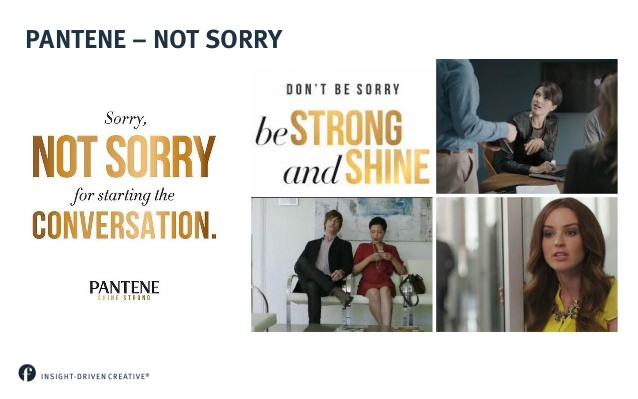 PANTENE – NOT SORRY
Sorry,
NOT SORRY
for starting the
CONVERSATION.
PANTENE
SHINE STRONG
DON'T BE SORRY
be STRONG
and SHINE
f INSIGHT-DRIVEN CREATIVE®